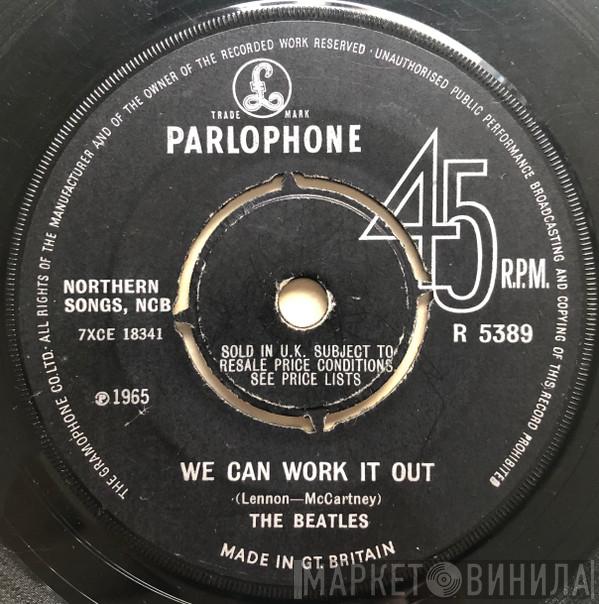 THE GRAMOPHONE CO. LTD. ALL RIGHTS OF THE MANUFACTURER AND OF THE OWNER OF THE RECORDED WORK RESERVED · UNAUTHORISED PUBLIC PERFORMANCE BROADCASTING AND COPYING OF THIS RECORD PROHIBITED
£
TRADE MARK
PARLOPHONE
45
R.P.M.
NORTHERN
SONGS, NCB
7XCE 18341
R 5389
SOLD IN U.K. SUBJECT TO
RESALE PRICE CONDITIONS
SEE PRICE LISTS
℗ 1965
WE CAN WORK IT OUT
(Lennon—McCartney)
THE BEATLES
MADE IN GT. BRITAIN
МАРКЕТ ВИНИЛА